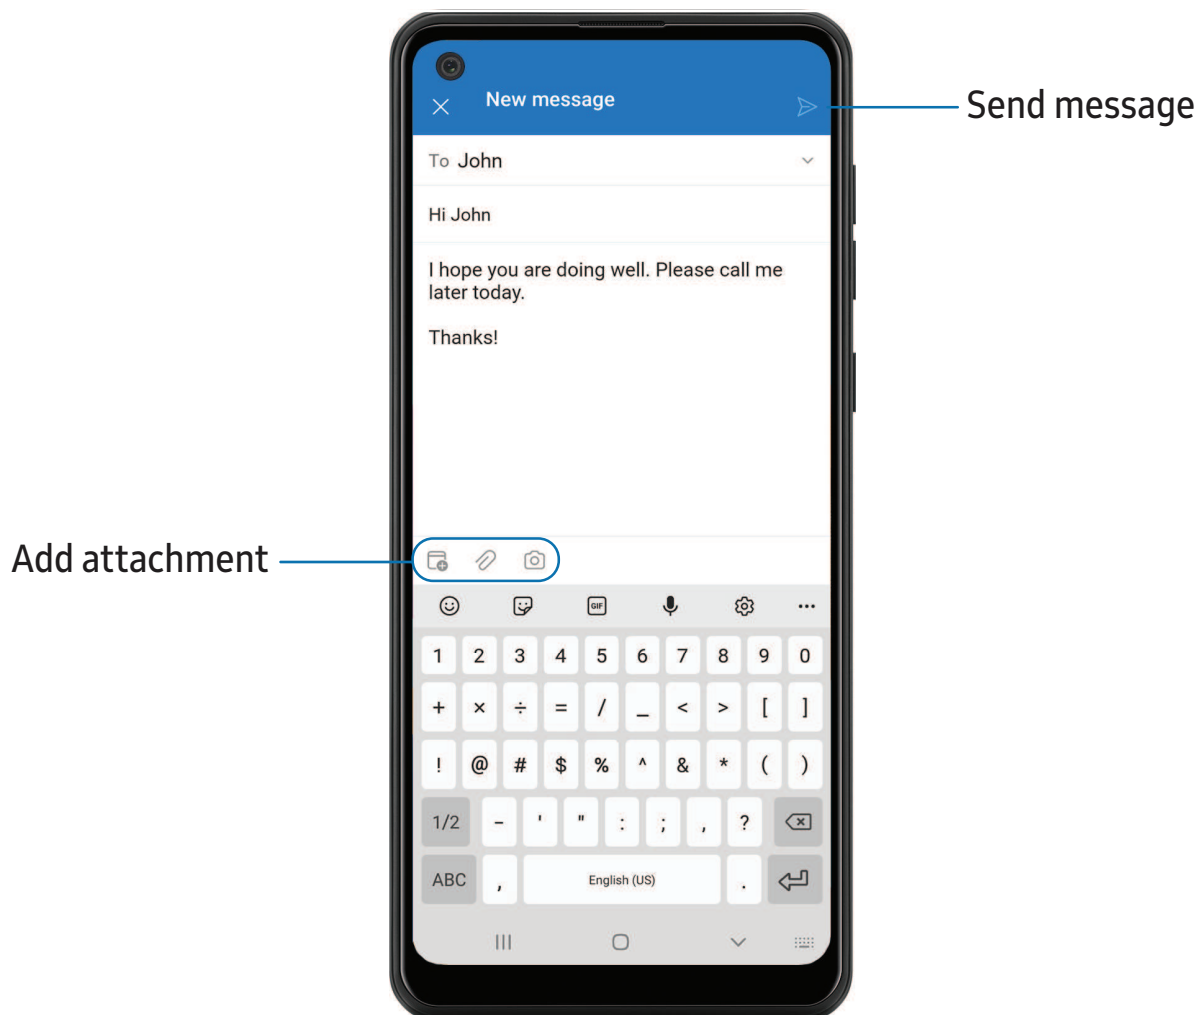 New message
Send message
To John
Hi John
I hope you are doing well. Please call me
later today.
Thanks!
Add attachment
GIF
1 2 3 4 5 6 7 8 9 0
+ × ÷ = / _ < > [ ]
! @ # $ % ^ & * ( )
1/2 - ' " : ; , ?
ABC , English (US) .